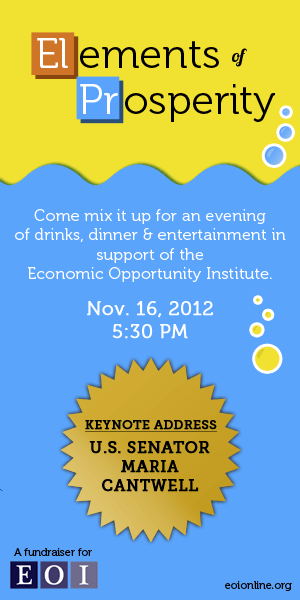 Elements of
Prosperity
Come mix it up for an evening
of drinks, dinner & entertainment in
support of the
Economic Opportunity Institute.
Nov. 16, 2012
5:30 PM
KEYNOTE ADDRESS
U.S. SENATOR
MARIA
CANTWELL
A fundraiser for
EOI
eoionline.org